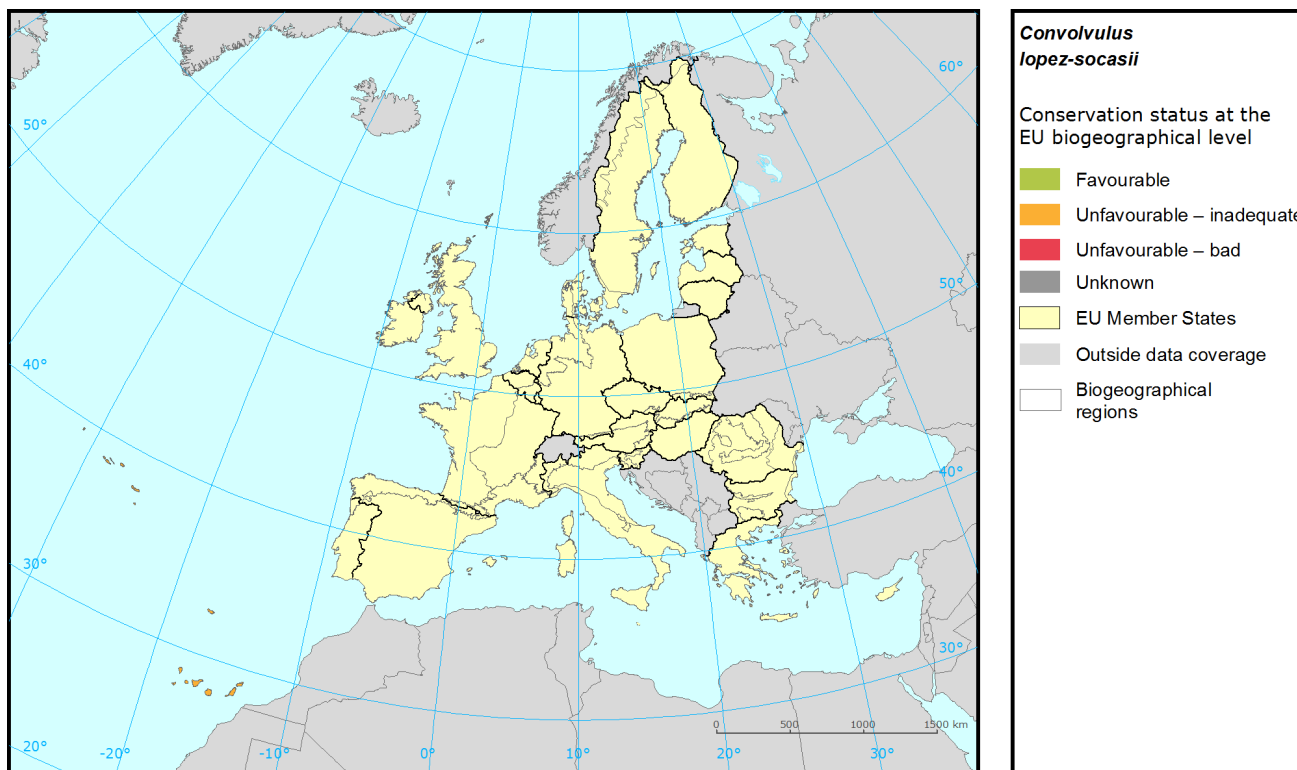 Convolvulus
lopez-socasii
Conservation status at the
EU biogeographical level
Favourable
Unfavourable – inadequate
Unfavourable – bad
Unknown
EU Member States
Outside data coverage
Biogeographical
regions
60°
50°
50°
40°
40°
30°
30°
20°
-20°
-10°
0°
10°
20°
30°
0 500 1000 1500 km